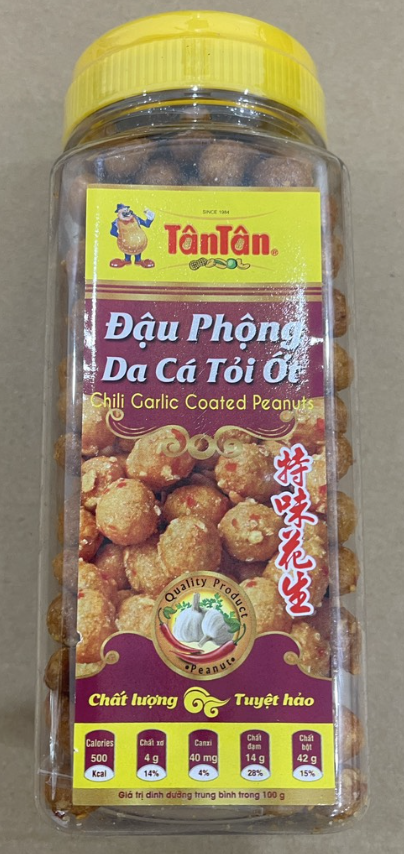 SINCE 1984
TânTân®
Đậu Phộng
Da Cá Tỏi Ớt
Chili Garlic Coated Peanuts
特味花生
Quality Product
•Peanut•
Chất lượng Tuyệt hảo
Calories Chất xơ Canxi Chất đạm Chất bột
500 4 g 40 mg 14 g 42 g
Kcal 14% 4% 28% 15%
Giá trị dinh dưỡng trung bình trong 100 g